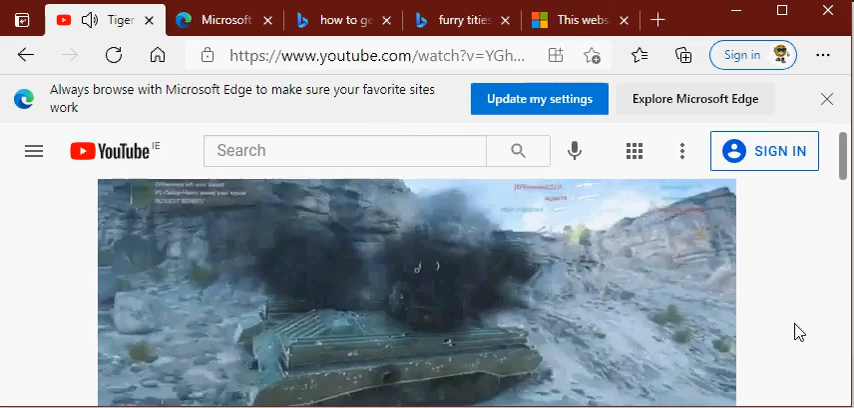 Tiger
Microsoft
how to ge
furry tities
This webs
https://www.youtube.com/watch?v=YGh...
Sign in
Always browse with Microsoft Edge to make sure your favorite sites
work
Update my settings
Explore Microsoft Edge
YouTube IE
Search
SIGN IN